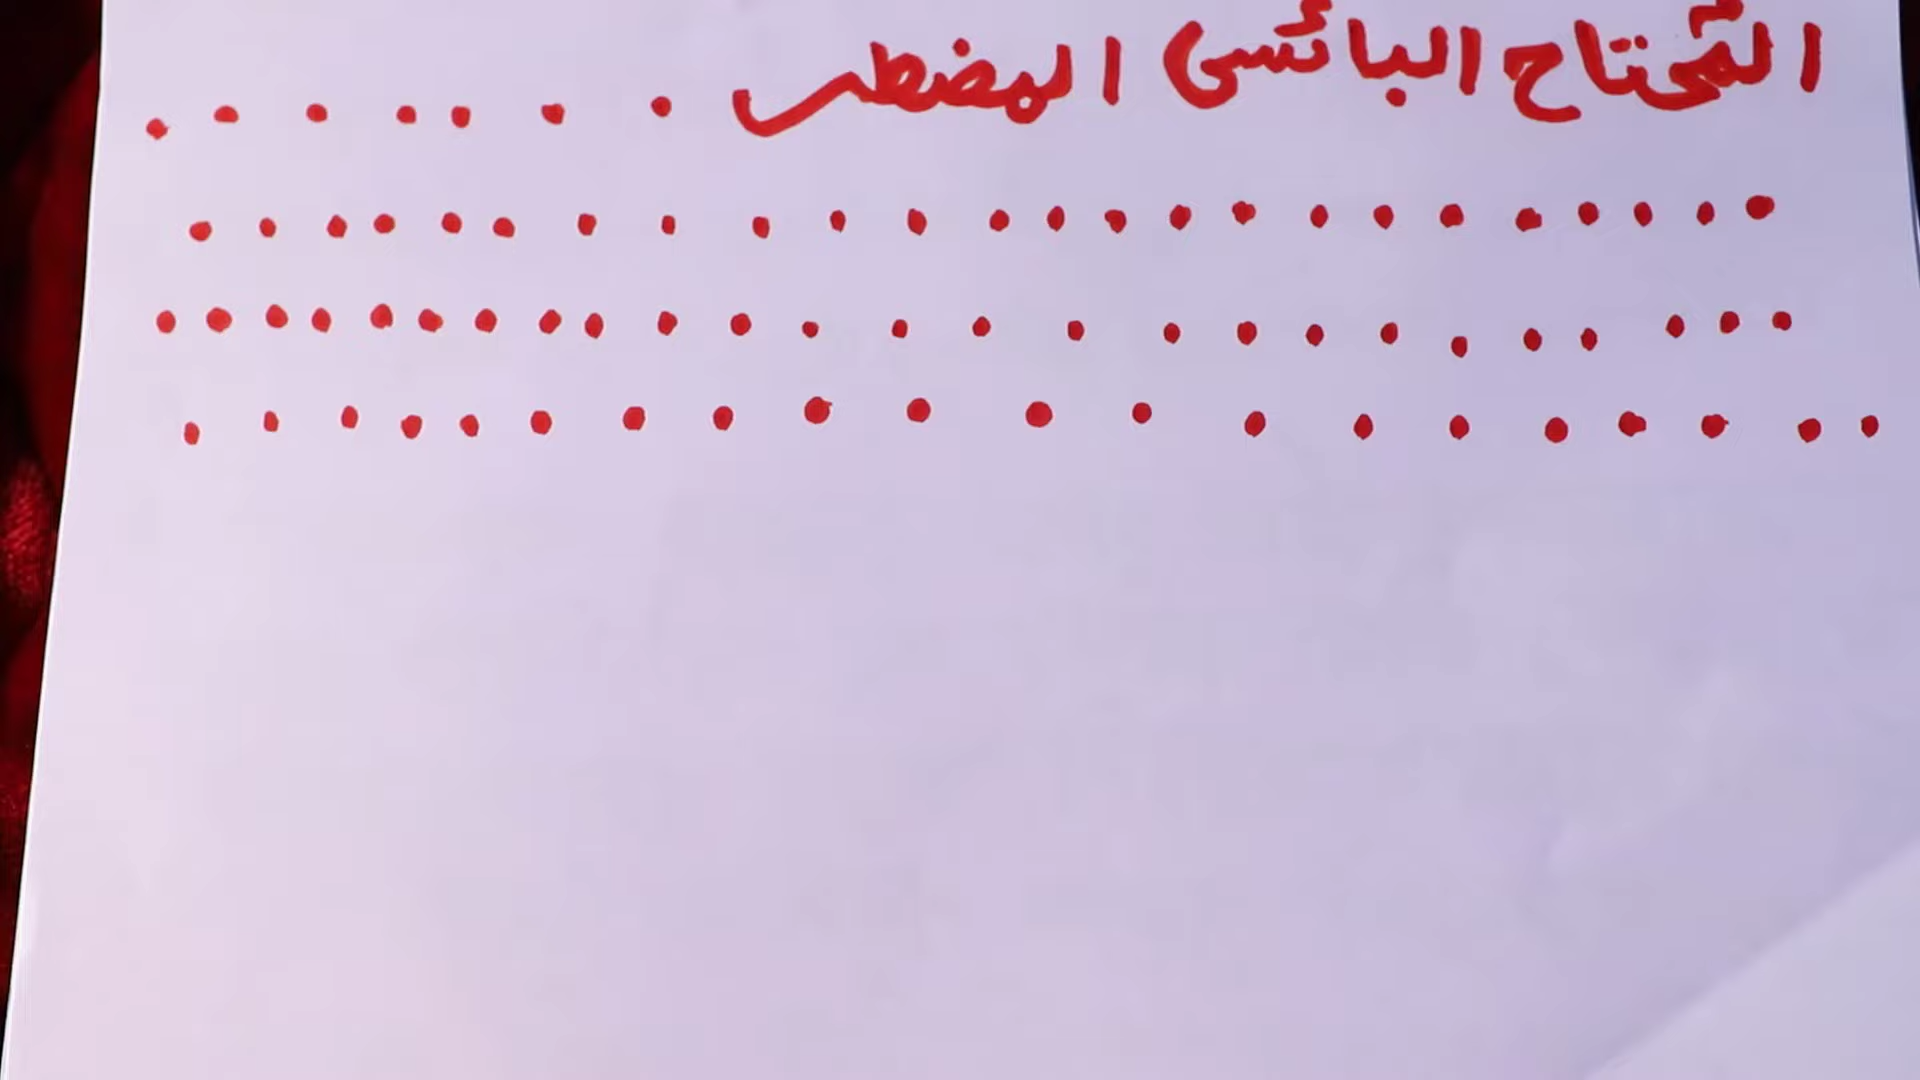 المحتاج البائس المضطر . . . . . . .
. . . . . . . . . . . . . . . . . . . . . . . .
. . . . . . . . . . . . . . . . . . . . . . . . .
. . . . . . . . . . . . . . . . . . . .